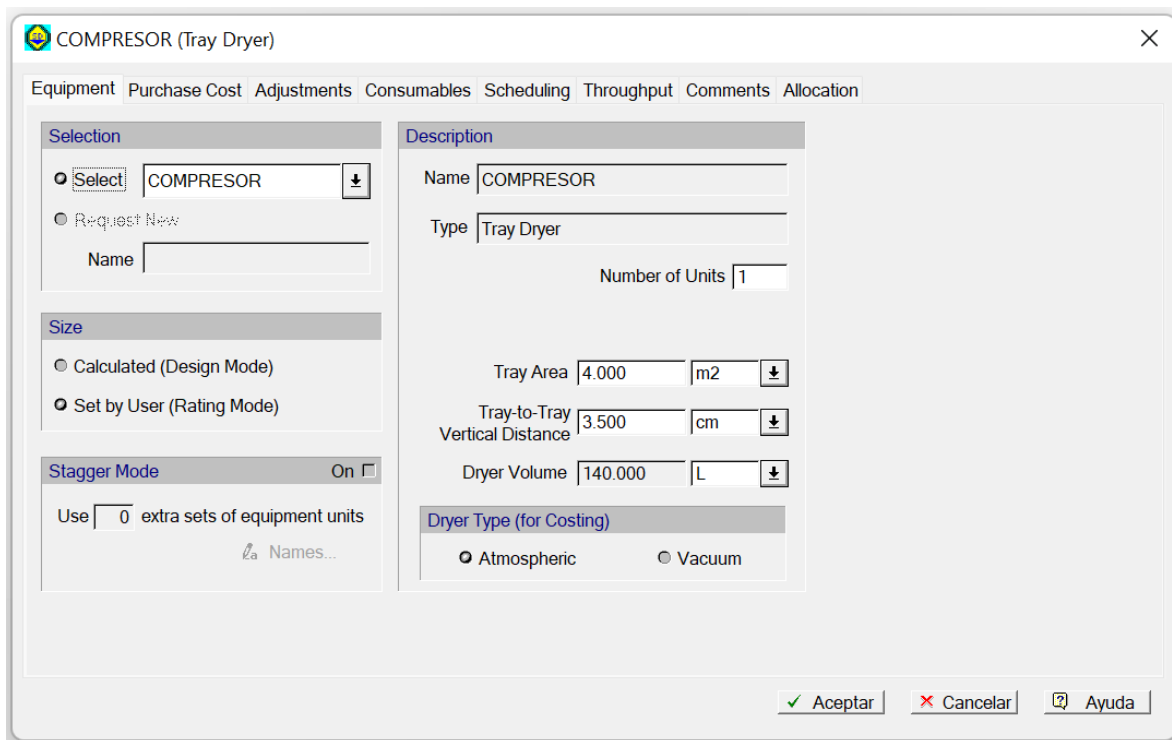 COMPRESOR (Tray Dryer)
Equipment Purchase Cost Adjustments Consumables Scheduling Throughput Comments Allocation
Selection
Select COMPRESOR
Request New
Name
Size
Calculated (Design Mode)
Set by User (Rating Mode)
Stagger Mode On
Use 0 extra sets of equipment units
Names...
Description
Name COMPRESOR
Type Tray Dryer
Number of Units 1
Tray Area 4.000 m2
Tray-to-Tray
Vertical Distance 3.500 cm
Dryer Volume 140.000 L
Dryer Type (for Costing)
Atmospheric Vacuum
Aceptar Cancelar Ayuda